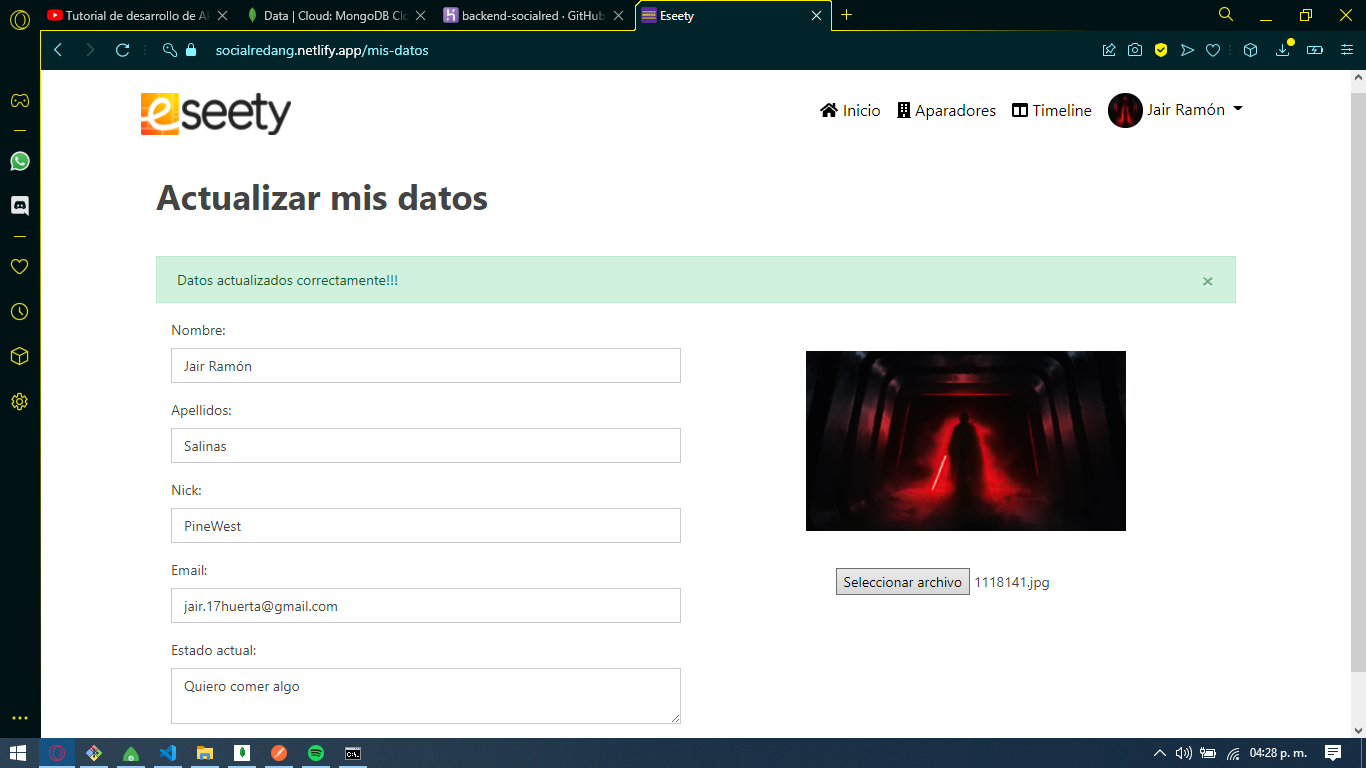 Tutorial de desarrollo de AP
Data | Cloud: MongoDB Clo
backend-socialred · GitHub
Eseety
socialredang.netlify.app/mis-datos
eseety
Inicio
Aparadores
Timeline
Jair Ramón
Actualizar mis datos
Datos actualizados correctamente!!!
×
Nombre:
Jair Ramón
Apellidos:
Salinas
Nick:
PineWest
Email:
jair.17huerta@gmail.com
Estado actual:
Quiero comer algo
Seleccionar archivo 1118141.jpg
04:28 p. m.